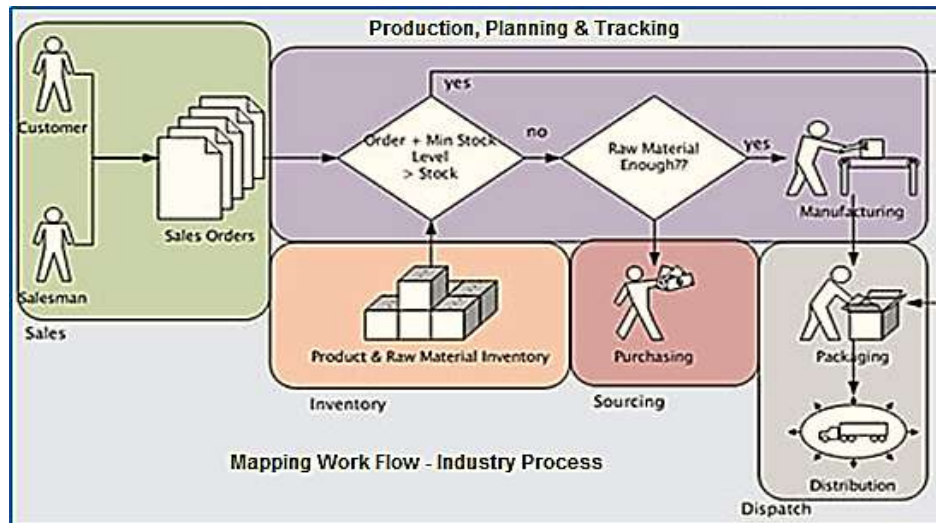 Production, Planning & Tracking
Customer
Salesman
Sales Orders
Sales
yes
Order + Min Stock
Level
> Stock
no
Raw Material
Enough??
yes
Manufacturing
Product & Raw Material Inventory
Inventory
Purchasing
Sourcing
Packaging
Distribution
Dispatch
Mapping Work Flow - Industry Process